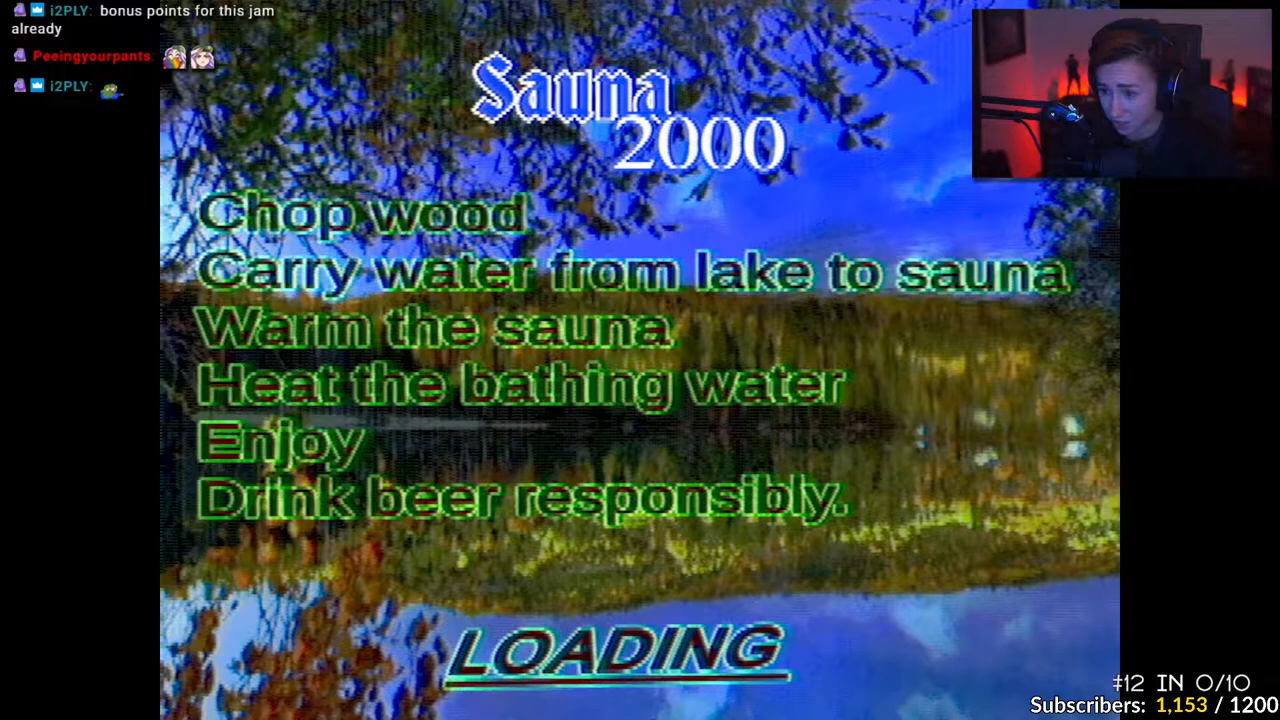 i2PLY: bonus points for this jam
already
Peeingyourpants:
i2PLY:
Sauna
2000
Chop wood
Carry water from lake to sauna
Warm the sauna
Heat the bathing water
Enjoy
Drink beer responsibly.
LOADING
#12 IN 0/10
Subscribers: 1,153 / 1200